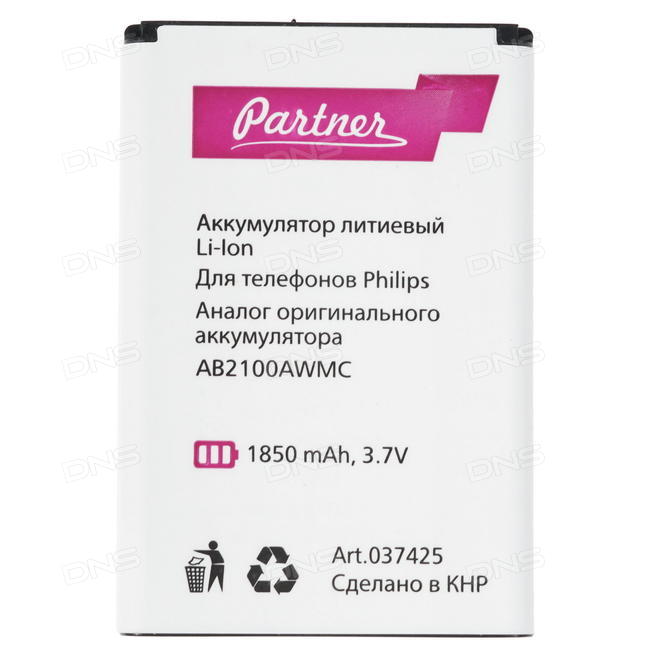 Partner
Аккумулятор литиевый
Li-Ion
Для телефонов Philips
Аналог оригинального
аккумулятора
AB2100AWMC
1850 mAh, 3.7V
Art.037425
Сделано в КНР
DNS